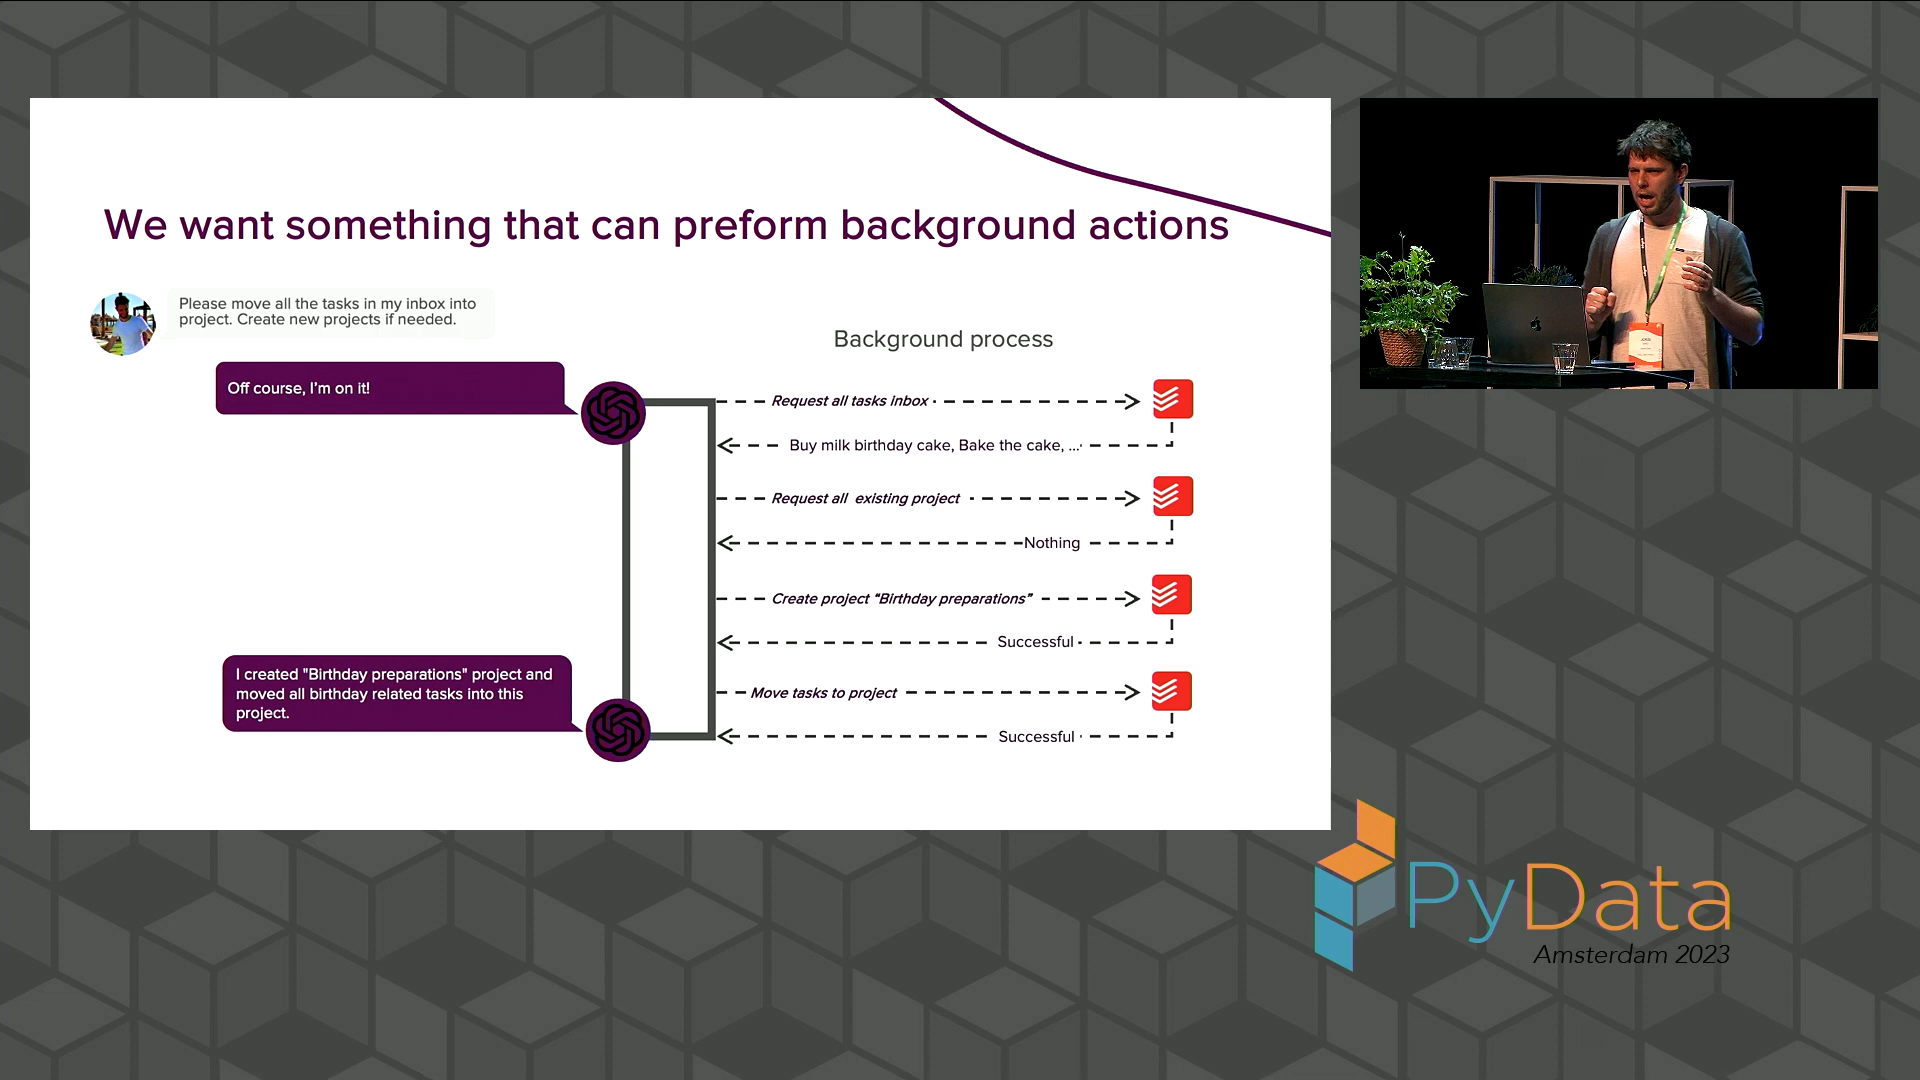 We want something that can preform background actions
Please move all the tasks in my inbox into
project. Create new projects if needed.
Background process
Off course, I'm on it!
Request all tasks inbox
Buy milk birthday cake, Bake the cake, ...
Request all existing project
Nothing
Create project “Birthday preparations”
Successful
I created "Birthday preparations" project and
moved all birthday related tasks into this
project.
Move tasks to project
Successful
PyData
Amsterdam 2023